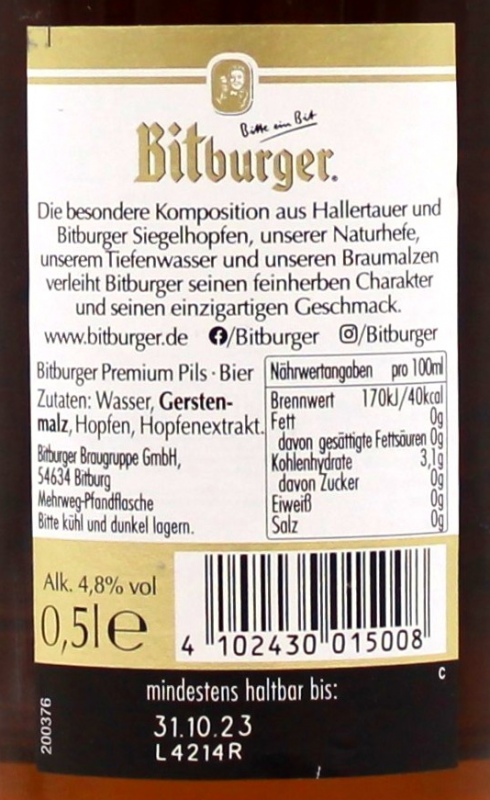 Bitte ein Bit
Bitburger.
Die besondere Komposition aus Hallertauer und
Bitburger Siegelhopfen, unserer Naturhefe,
unserem Tiefenwasser und unseren Braumalzen
verleiht Bitburger seinen feinherben Charakter
und seinen einzigartigen Geschmack.
www.bitburger.de /Bitburger /Bitburger
Bitburger Premium Pils · Bier
Zutaten: Wasser, Gersten-
malz, Hopfen, Hopfenextrakt.
Bitburger Braugruppe GmbH,
54634 Bitburg
Mehrweg-Pfandflasche
Bitte kühl und dunkel lagern.
Nährwertangaben pro 100ml
Brennwert 170kJ/40kcal
Fett 0g
davon gesättigte Fettsäuren 0g
Kohlenhydrate 3,1g
davon Zucker 0g
Eiweiß 0g
Salz 0g
Alk. 4,8% vol
0,5l e
4 102430 015008
c
mindestens haltbar bis:
31.10.23
L4214R
200376